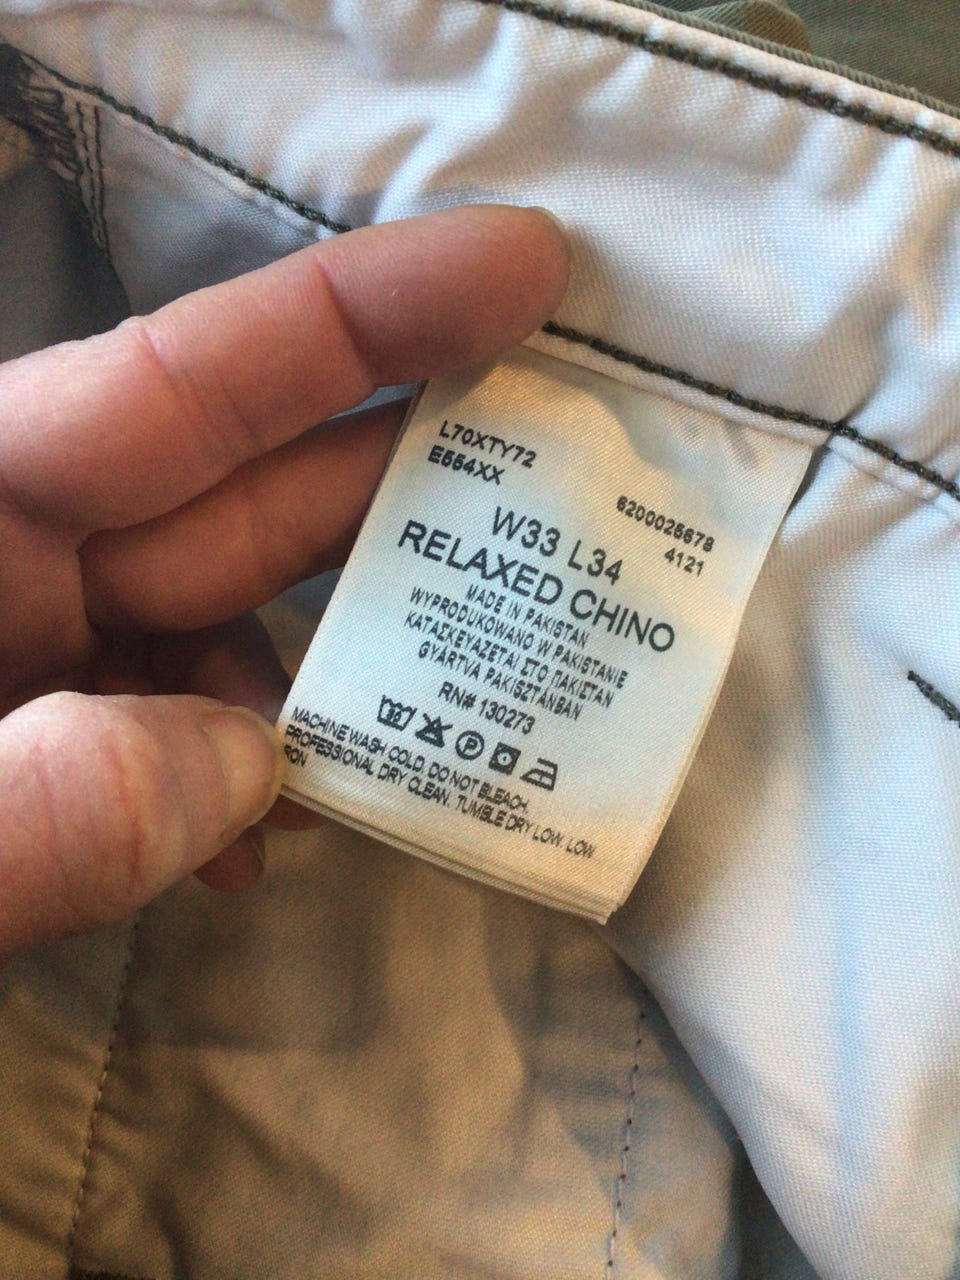 L70XTY72
E554XX
6200025678
4121
W33 L34
RELAXED CHINO
MADE IN PAKISTAN
WYPRODUKOWANO W PAKISTANIE
ΚΑΤΑΣΚΕΥΑΖΕΤΑΙ ΣΤΟ ΠΑΚΙΣΤΑΝ
GYÁRTVA PAKISZTÁNBAN
RN# 130273
MACHINE WASH COLD. DO NOT BLEACH.
PROFESSIONAL DRY CLEAN. TUMBLE DRY LOW. LOW
IRON